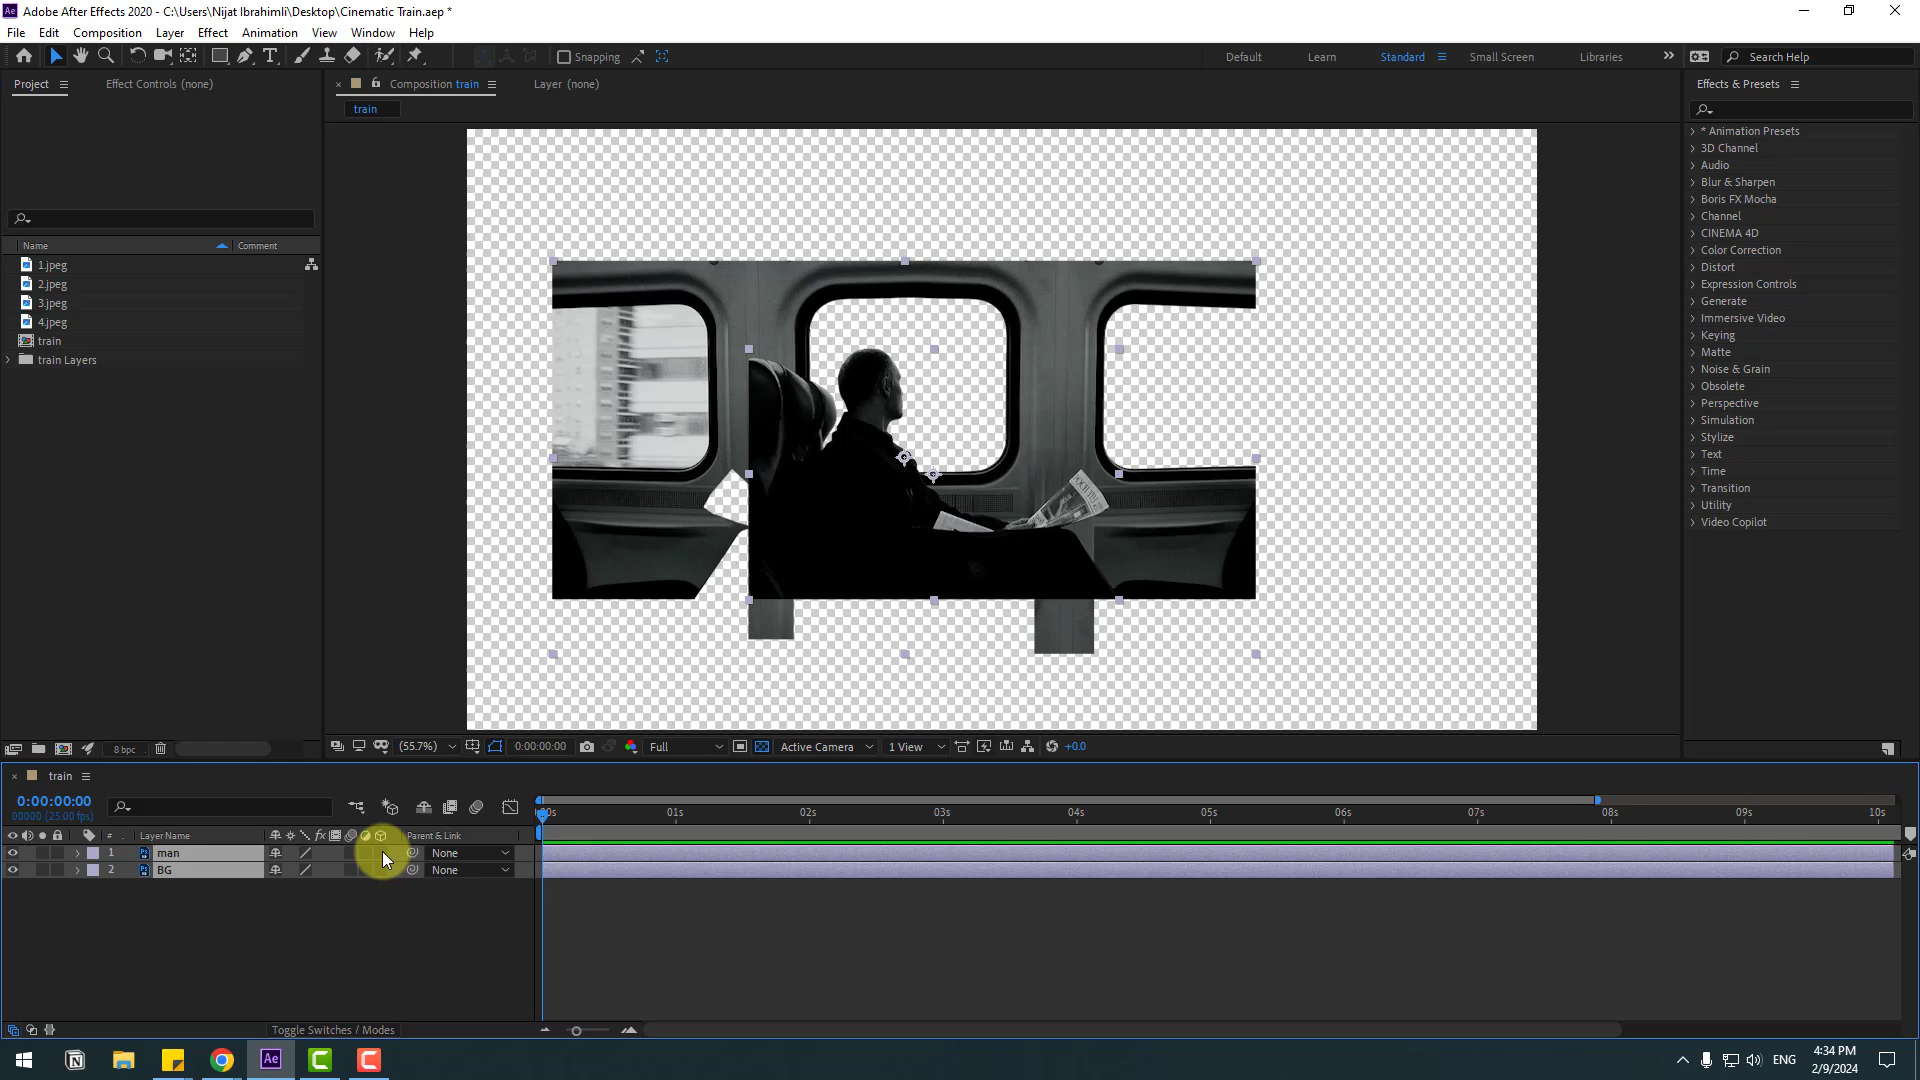 Adobe After Effects 2020 - C:\Users\Nijat Ibrahimli\Desktop\Cinematic Train.aep *
File Edit Composition Layer Effect Animation View Window Help
Snapping
Default Learn Standard Small Screen Libraries Search Help
Project Effect Controls (none)
Composition train Layer (none)
train
Effects & Presets
Name Comment
1.jpeg
2.jpeg
3.jpeg
4.jpeg
train
train Layers
* Animation Presets
3D Channel
Audio
Blur & Sharpen
Boris FX Mocha
Channel
CINEMA 4D
Color Correction
Distort
Expression Controls
Generate
Immersive Video
Keying
Matte
Noise & Grain
Obsolete
Perspective
Simulation
Stylize
Text
Time
Transition
Utility
Video Copilot
8 bpc
(55.7%) 0:00:00:00 Full Active Camera 1 View +0.0
train
0:00:00:00
00000 (25.00 fps)
00s 01s 02s 03s 04s 05s 06s 07s 08s 09s 10s
# Layer Name fx Parent & Link
1 man None
2 BG None
Toggle Switches / Modes
ENG
4:34 PM
2/9/2024